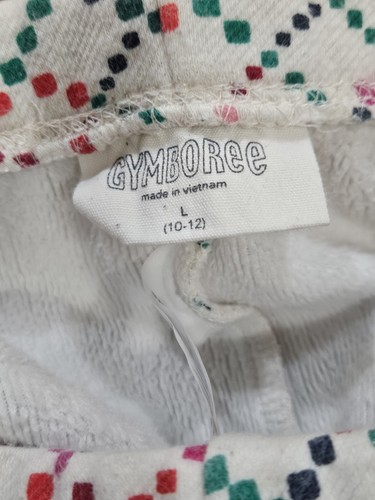 GYMBOREE
made in vietnam
L
(10-12)